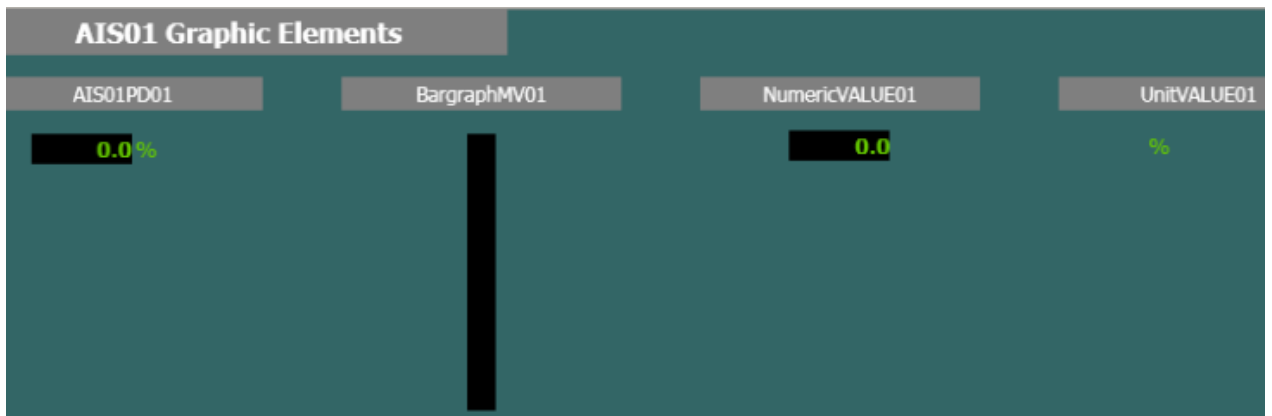 AIS01 Graphic Elements
AIS01PD01 BargraphMV01 NumericVALUE01 UnitVALUE01
0.0 % 0.0 %